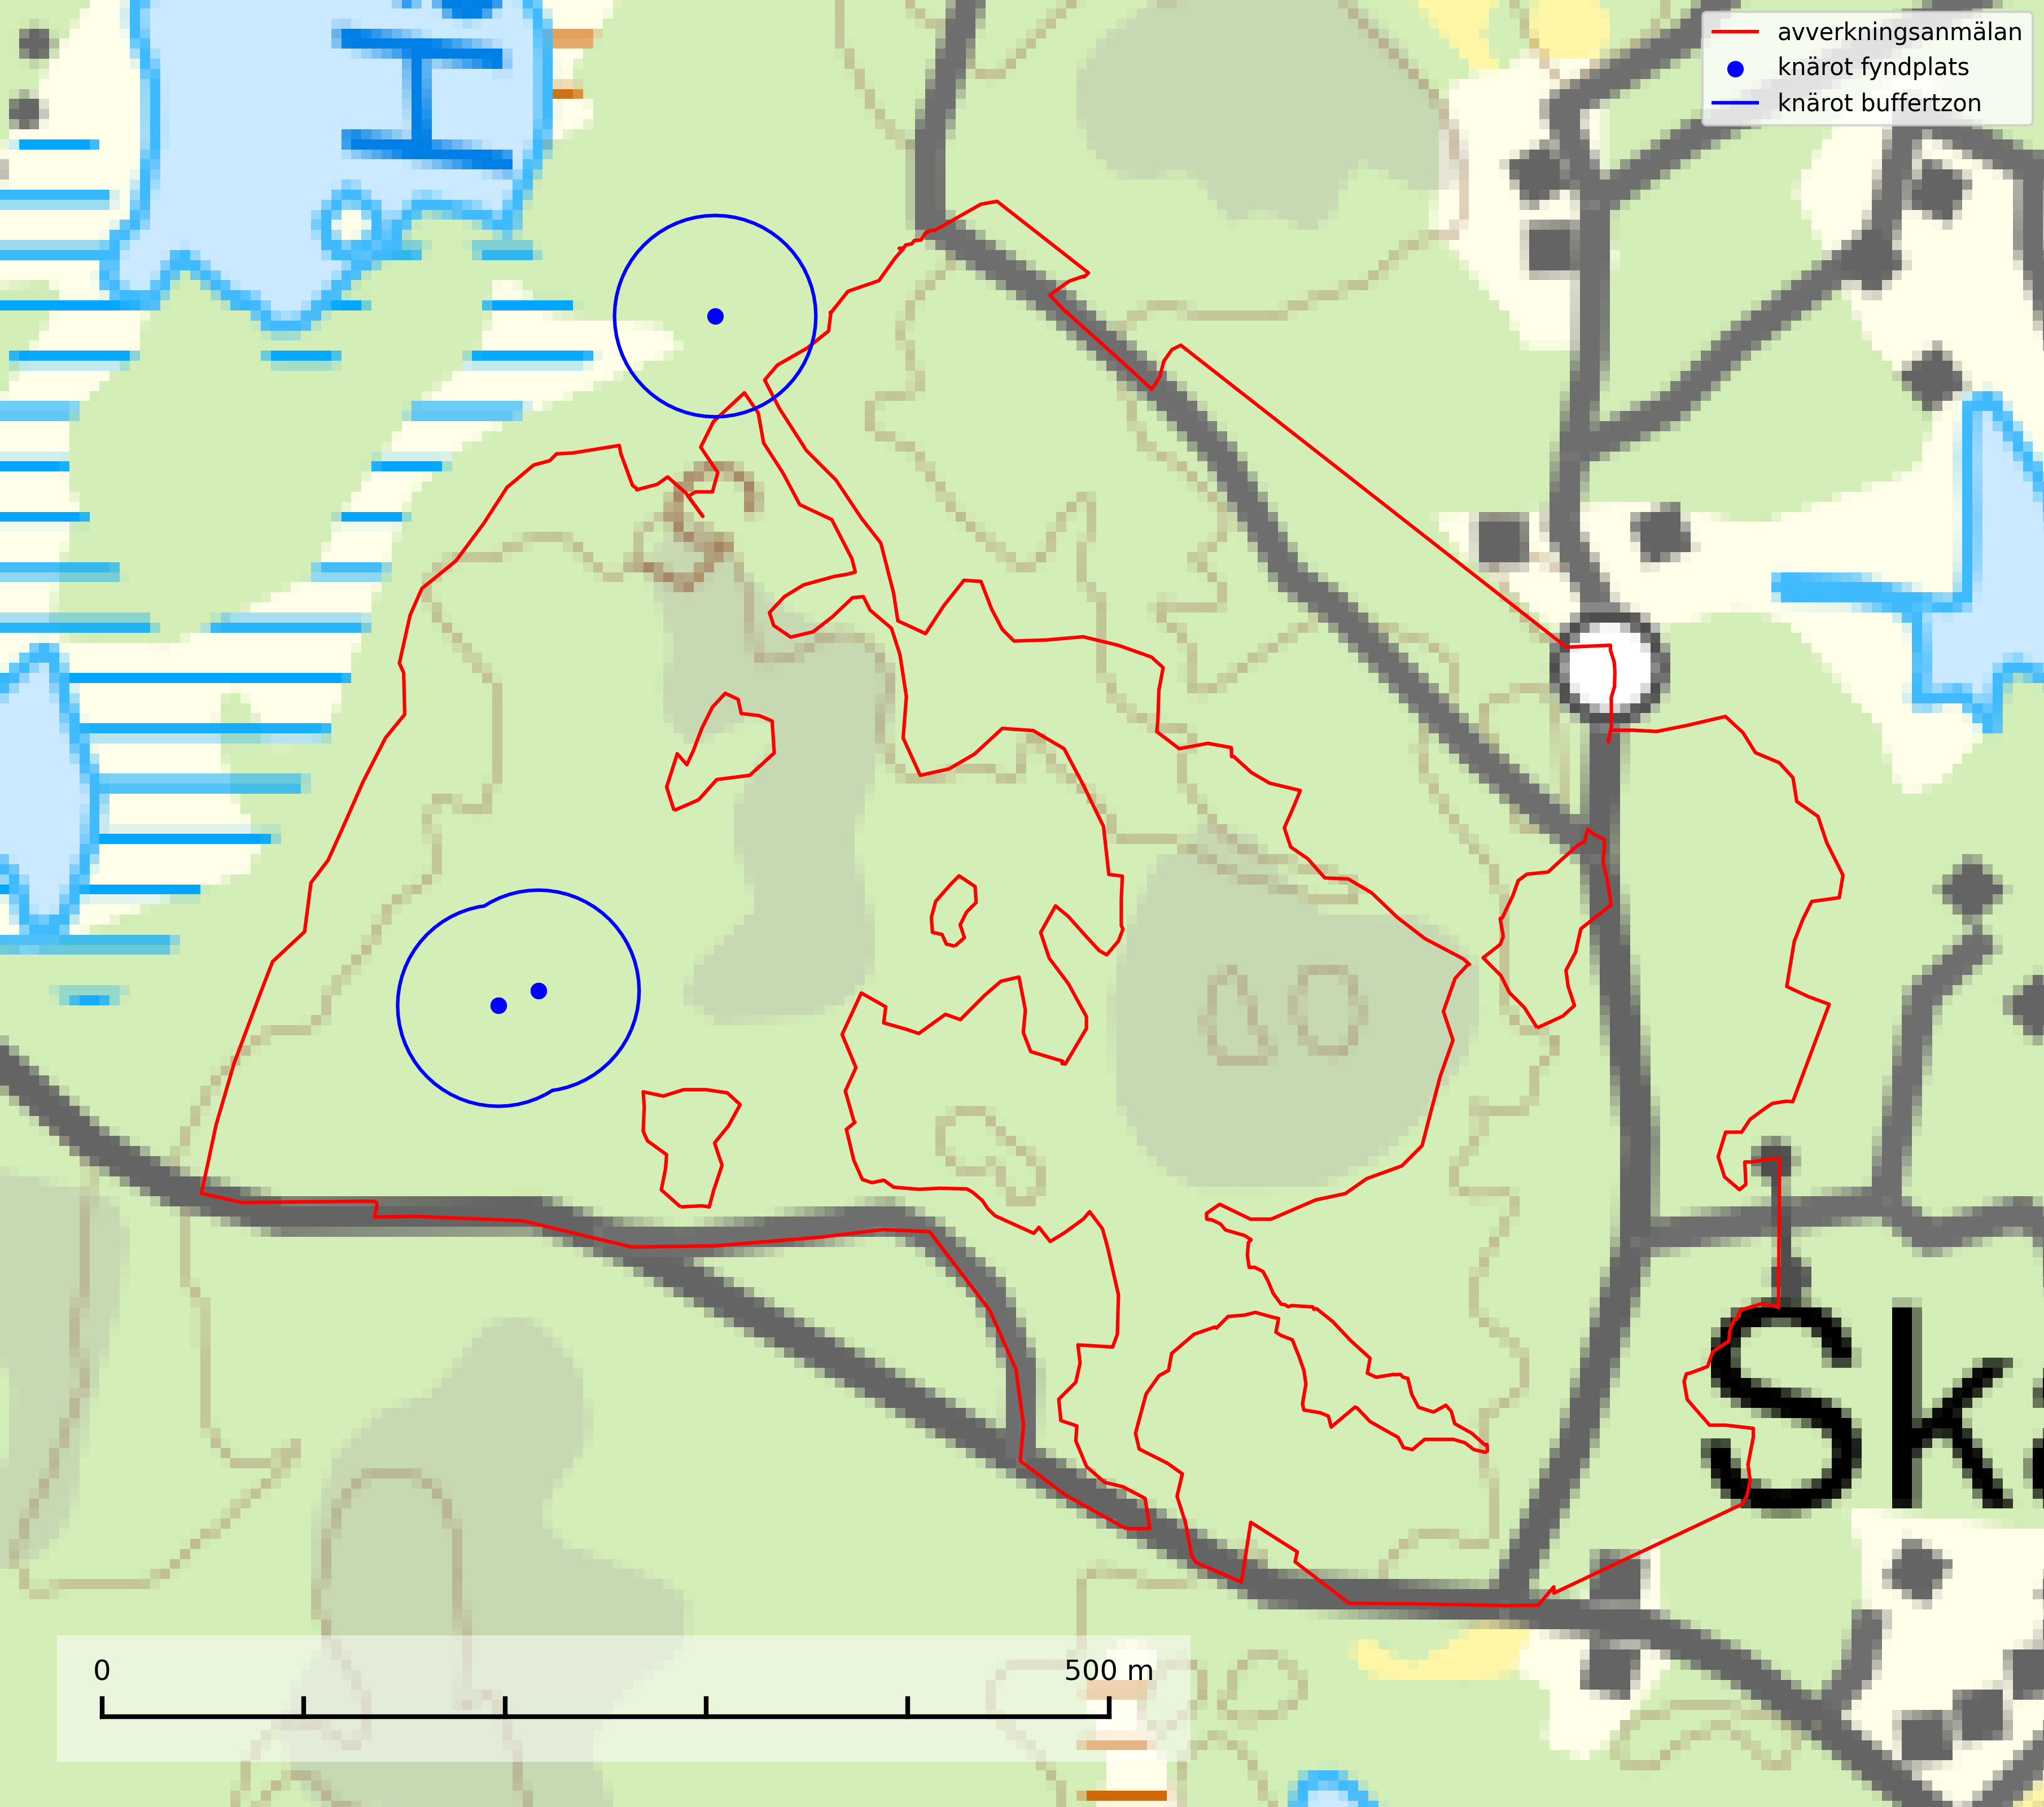 avverkningsanmälan
knärot fyndplats
knärot buffertzon
H
Sk
0 500 m